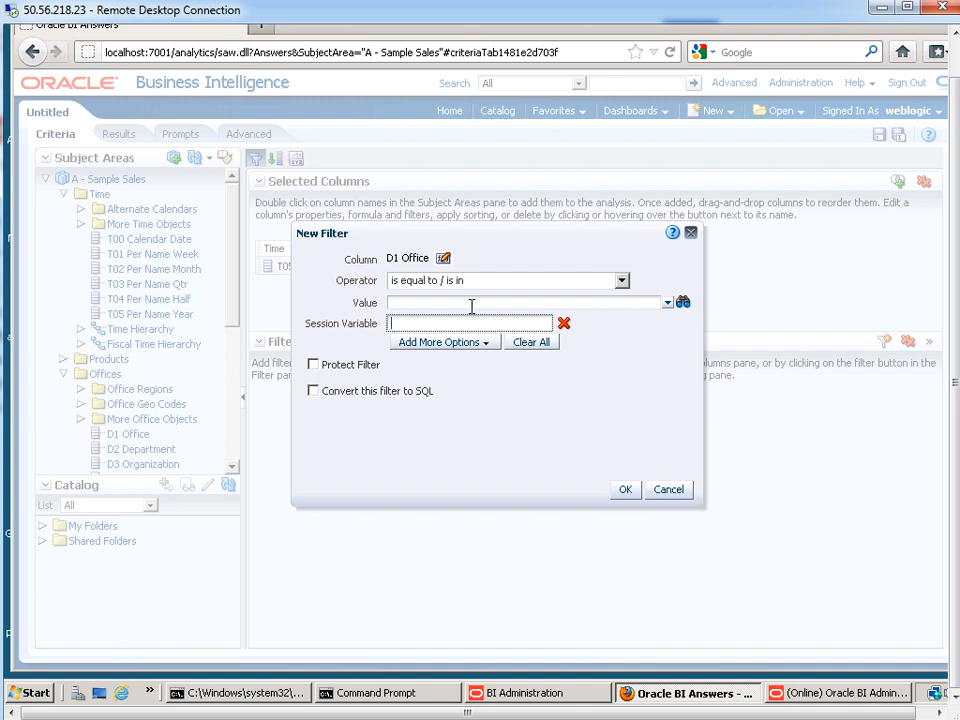 50.56.218.23 - Remote Desktop Connection
Oracle BI Answers
localhost:7001/analytics/saw.dll?Answers&SubjectArea="A - Sample Sales"#criteriaTab1481e2d703f
Google
ORACLE Business Intelligence
Search All Advanced Administration Help Sign Out
Untitled
Home Catalog Favorites Dashboards New Open Signed In As weblogic
Criteria Results Prompts Advanced
Subject Areas
Selected Columns
A - Sample Sales
Time
Alternate Calendars
More Time Objects
T00 Calendar Date
T01 Per Name Week
T02 Per Name Month
T03 Per Name Qtr
T04 Per Name Half
T05 Per Name Year
Time Hierarchy
Fiscal Time Hierarchy
Products
Offices
Office Regions
Office Geo Codes
More Office Objects
D1 Office
D2 Department
D3 Organization
Catalog
List All
My Folders
Shared Folders
Double click on column names in the Subject Areas pane to add them to the analysis. Once added, drag-and-drop columns to reorder them. Edit a
column's properties, formula and filters, apply sorting, or delete by clicking or hovering over the button next to its name.
Time
T05
Add filter
olumns pane, or by clicking on the filter button in the
Filter pan
ng pane.
New Filter
Column D1 Office
Operator is equal to / is in
Value
Session Variable
Add More Options Clear All
Protect Filter
Convert this filter to SQL
OK Cancel
Start
C:\Windows\system32\...
Command Prompt
BI Administration
Oracle BI Answers - ...
(Online) Oracle BI Admin...